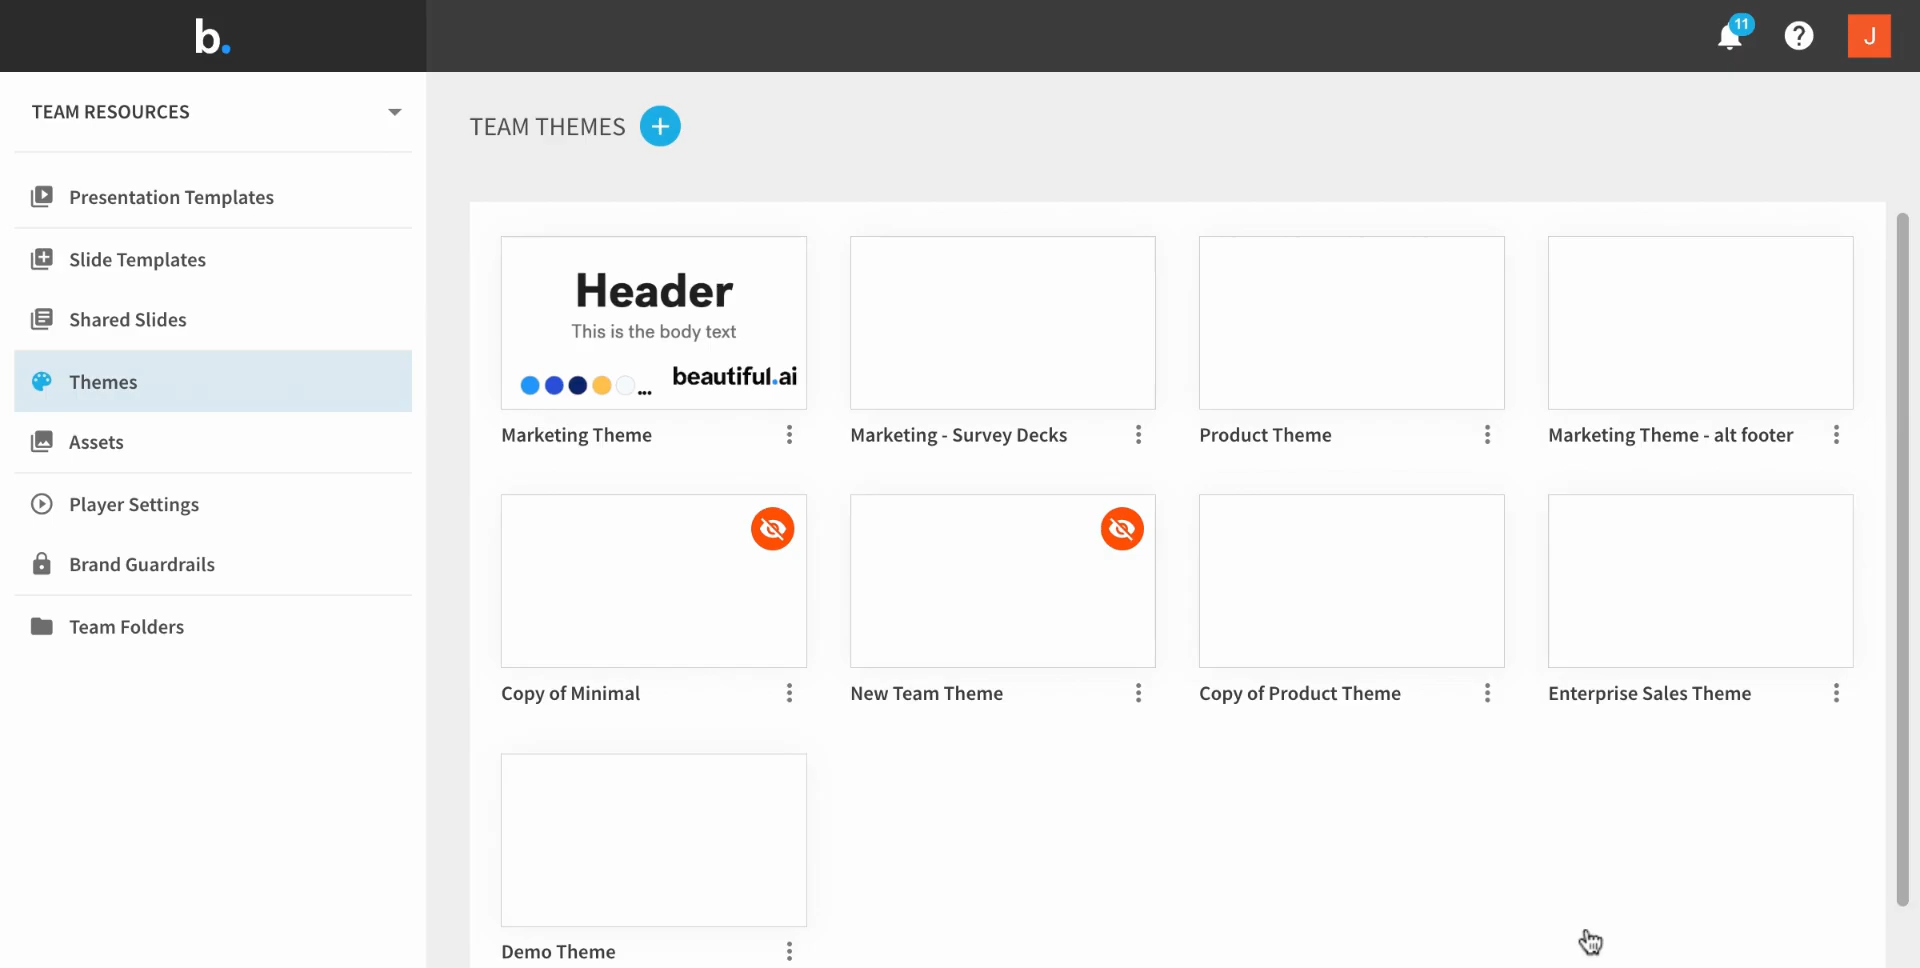 b.
11
J
TEAM RESOURCES
Presentation Templates
Slide Templates
Shared Slides
Themes
Assets
Player Settings
Brand Guardrails
Team Folders
TEAM THEMES
Header
This is the body text
...
beautiful.ai
Marketing Theme
Marketing - Survey Decks
Product Theme
Marketing Theme - alt footer
Copy of Minimal
New Team Theme
Copy of Product Theme
Enterprise Sales Theme
Demo Theme